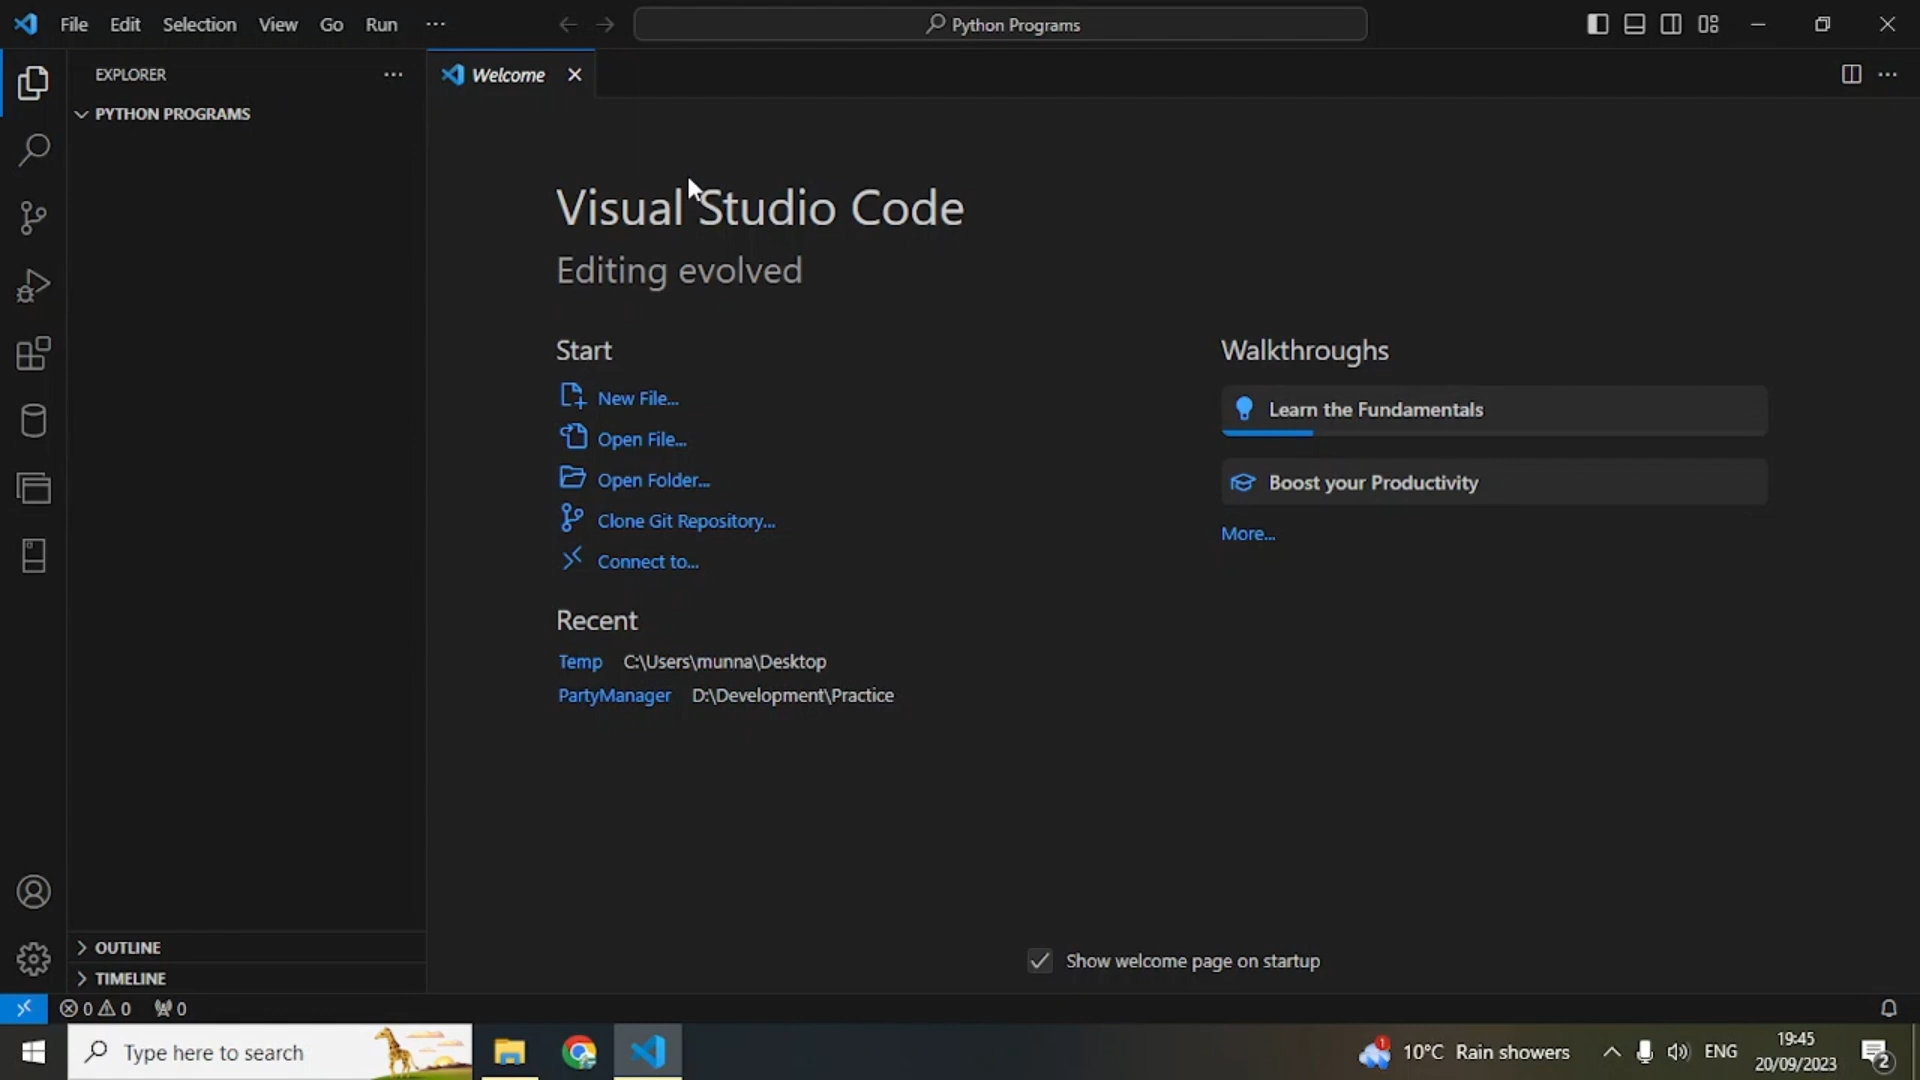 File Edit Selection View Go Run ···
Python Programs
EXPLORER
Welcome
PYTHON PROGRAMS
Visual Studio Code
Editing evolved
Start
New File...
Open File...
Open Folder...
Clone Git Repository...
Connect to...
Walkthroughs
Learn the Fundamentals
Boost your Productivity
More...
Recent
Temp C:\Users\munna\Desktop
PartyManager D:\Development\Practice
OUTLINE
TIMELINE
Show welcome page on startup
0 0 0
Type here to search
1
10°C Rain showers
ENG
19:45
20/09/2023
2